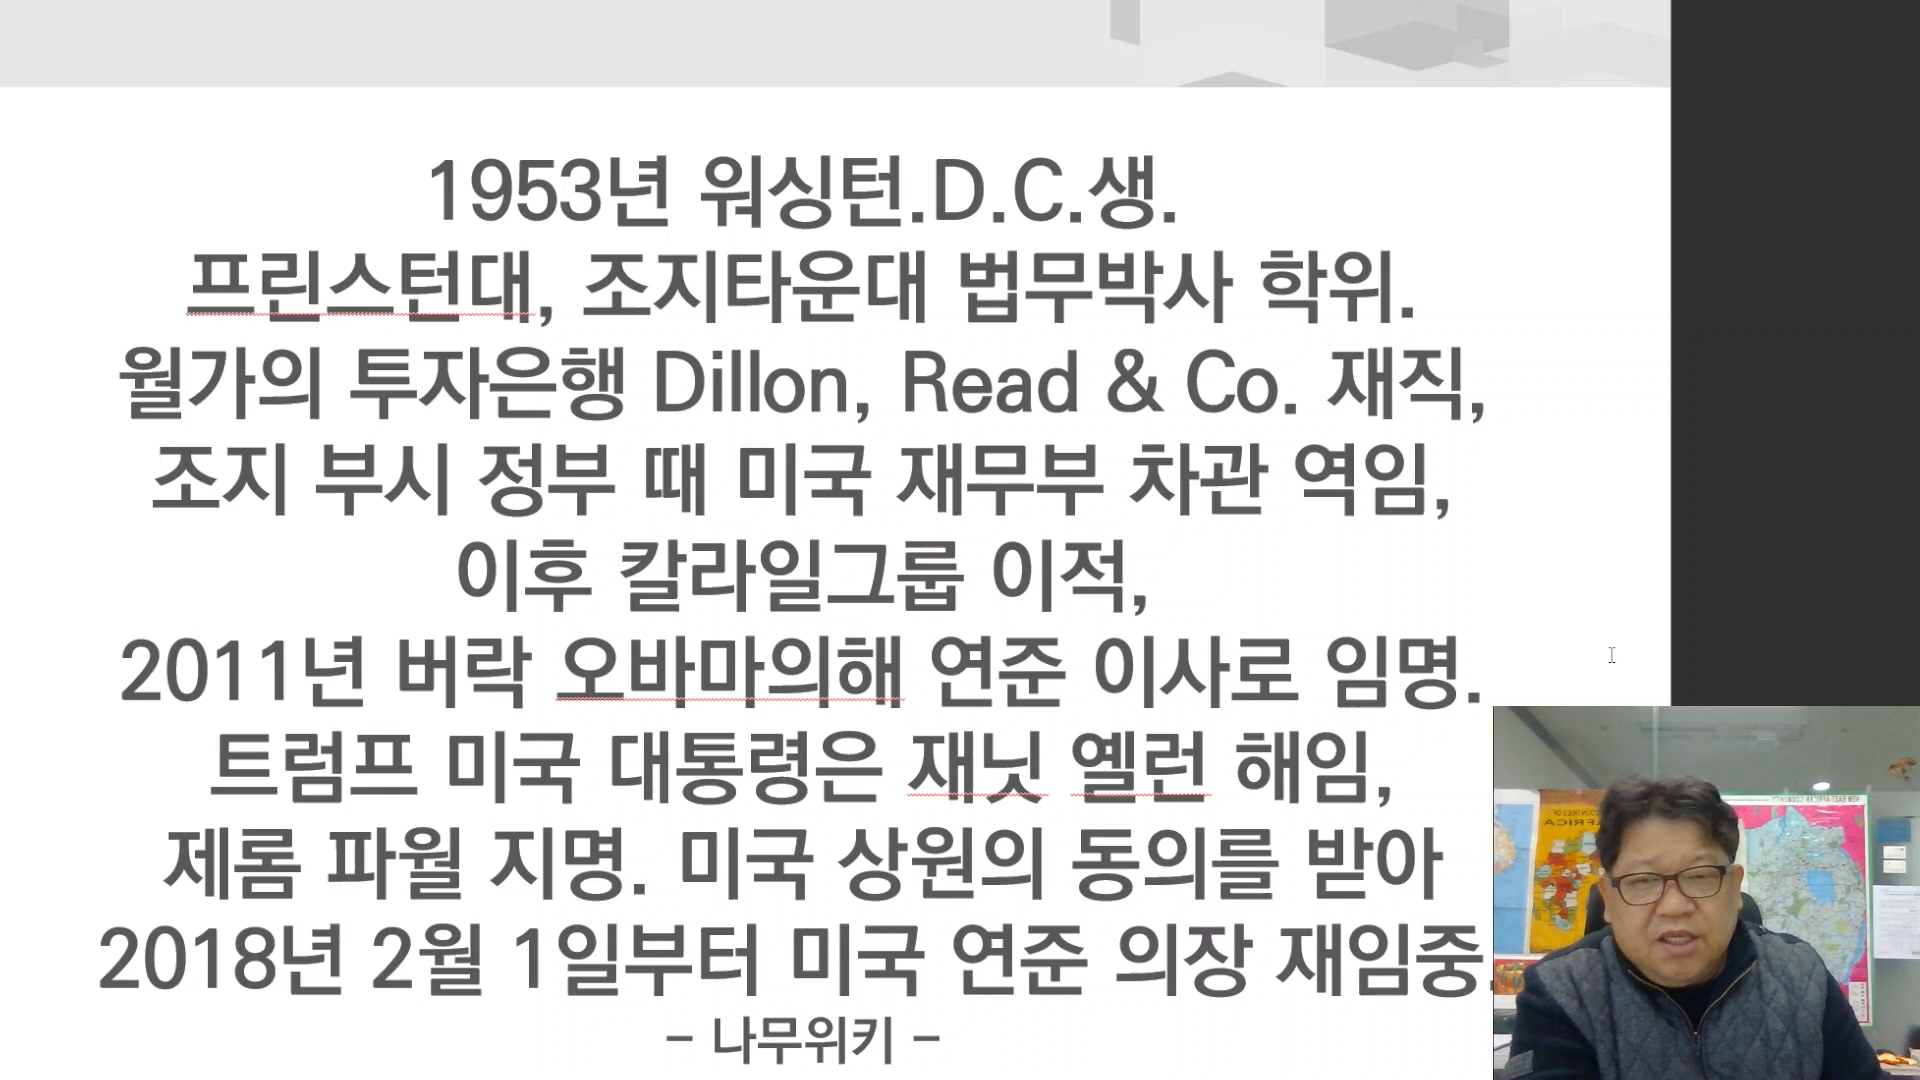 1953년 워싱턴.D.C.생.
프린스턴대, 조지타운대 법무박사 학위.
월가의 투자은행 Dillon, Read & Co. 재직,
조지 부시 정부 때 미국 재무부 차관 역임,
이후 칼라일그룹 이적,
2011년 버락 오바마의해 연준 이사로 임명.
트럼프 미국 대통령은 재닛 옐런 해임,
제롬 파월 지명. 미국 상원의 동의를 받아
2018년 2월 1일부터 미국 연준 의장 재임중.
- 나무위키 -
COUNTRIES OF
AFRICA